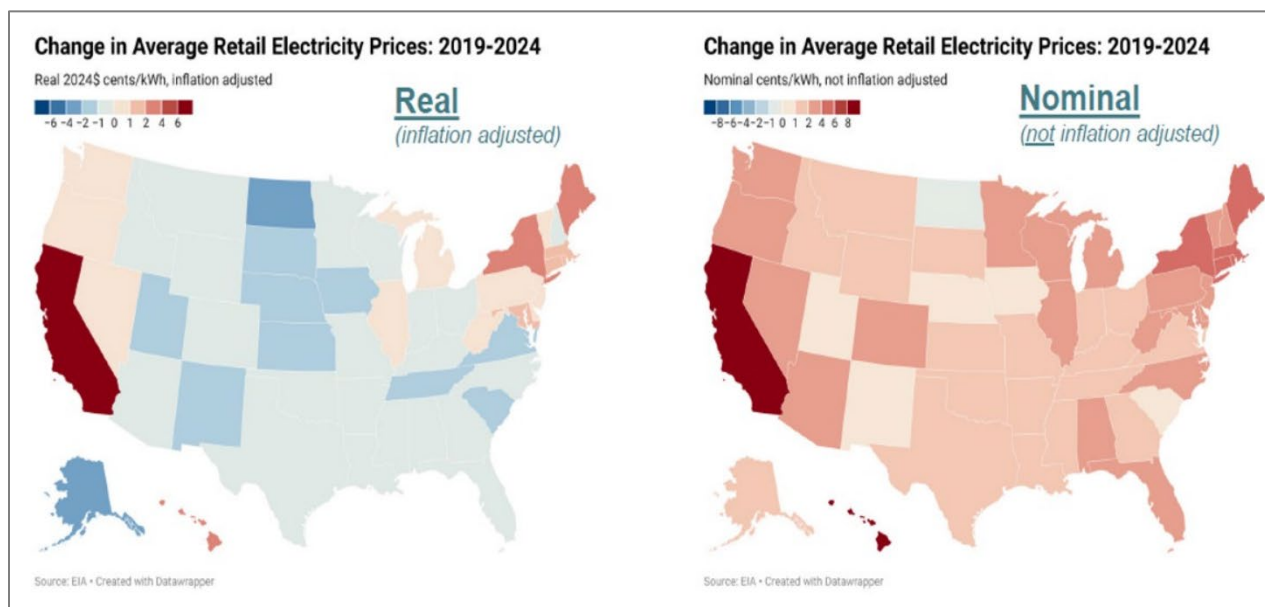 Change in Average Retail Electricity Prices: 2019-2024
Real 2024$ cents/kWh, inflation adjusted
-6 -4 -2 -1 0 1 2 4 6
Real
(inflation adjusted)
Source: EIA • Created with Datawrapper
Change in Average Retail Electricity Prices: 2019-2024
Nominal cents/kWh, not inflation adjusted
-8 -6 -4 -2 -1 0 1 2 4 6 8
Nominal
(not inflation adjusted)
Source: EIA • Created with Datawrapper